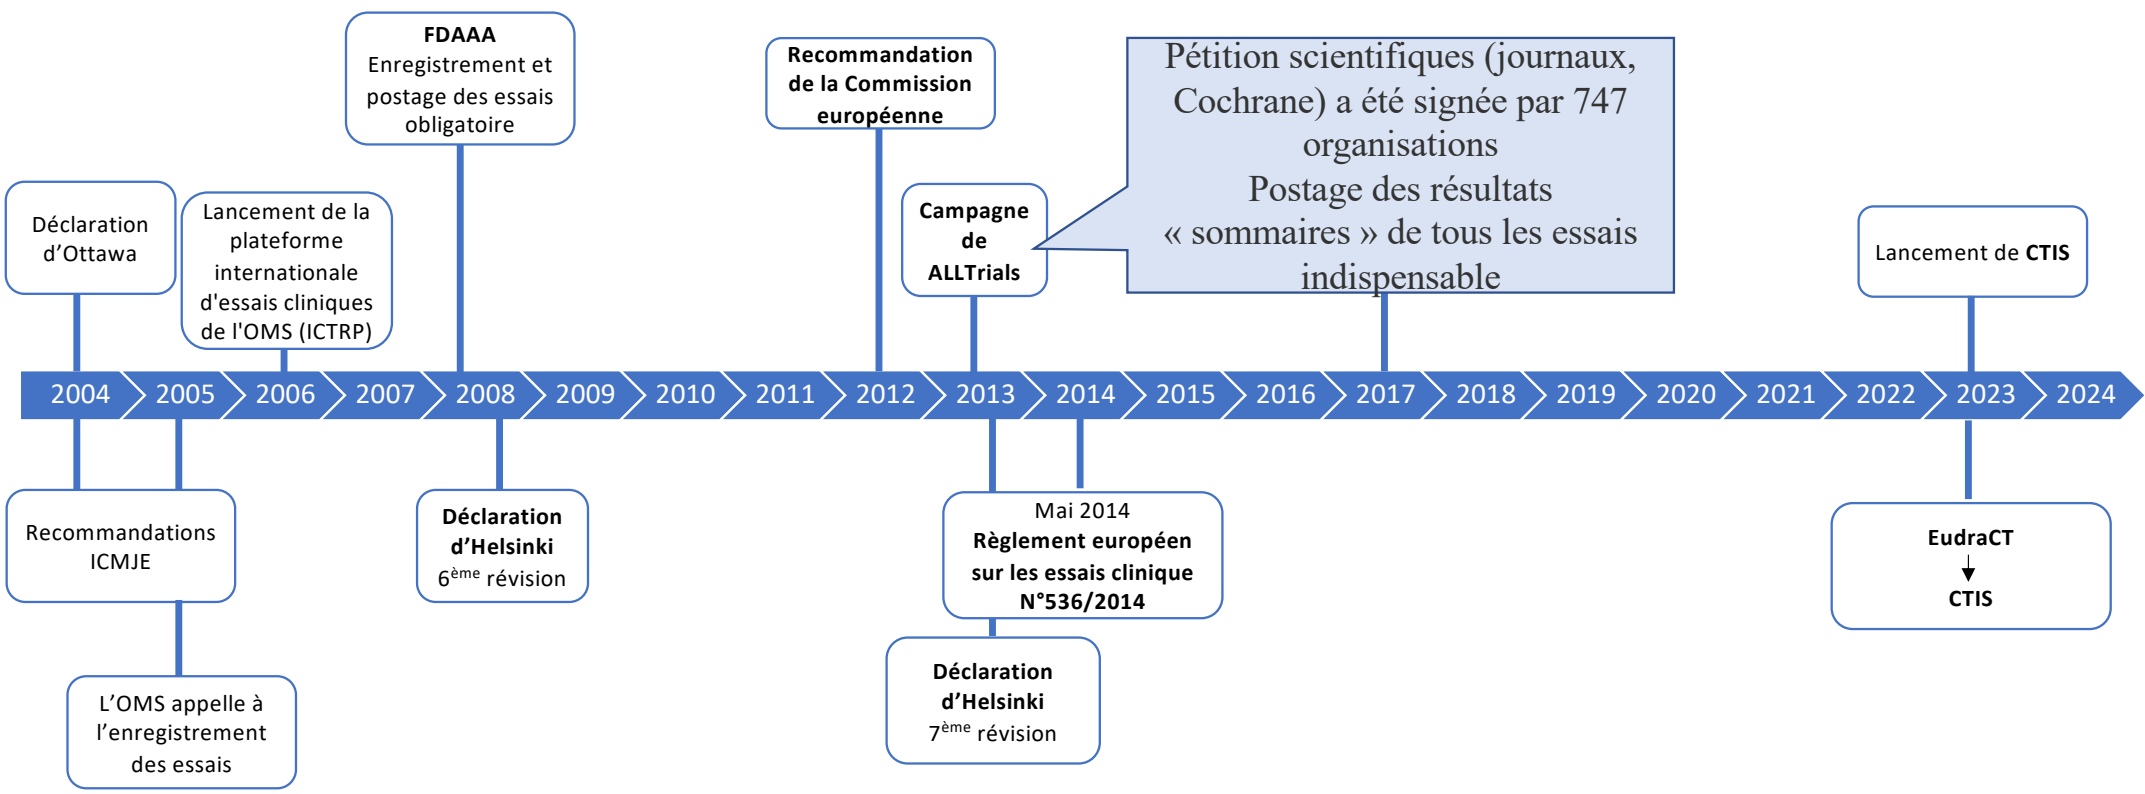 FDAAA
Enregistrement et
postage des essais
obligatoire
Recommandation
de la Commission
européenne
Pétition scientifiques (journaux,
Cochrane) a été signée par 747
organisations
Postage des résultats
« sommaires » de tous les essais
indispensable
Déclaration
d’Ottawa
Lancement de la
plateforme
internationale
d'essais cliniques
de l'OMS (ICTRP)
Campagne
de
ALLTrials
Lancement de CTIS
2004
2005
2006
2007
2008
2009
2010
2011
2012
2013
2014
2015
2016
2017
2018
2019
2020
2021
2022
2023
2024
Recommandations
ICMJE
Déclaration
d’Helsinki
6ème révision
Mai 2014
Règlement européen
sur les essais clinique
N°536/2014
EudraCT
CTIS
L’OMS appelle à
l’enregistrement
des essais
Déclaration
d’Helsinki
7ème révision